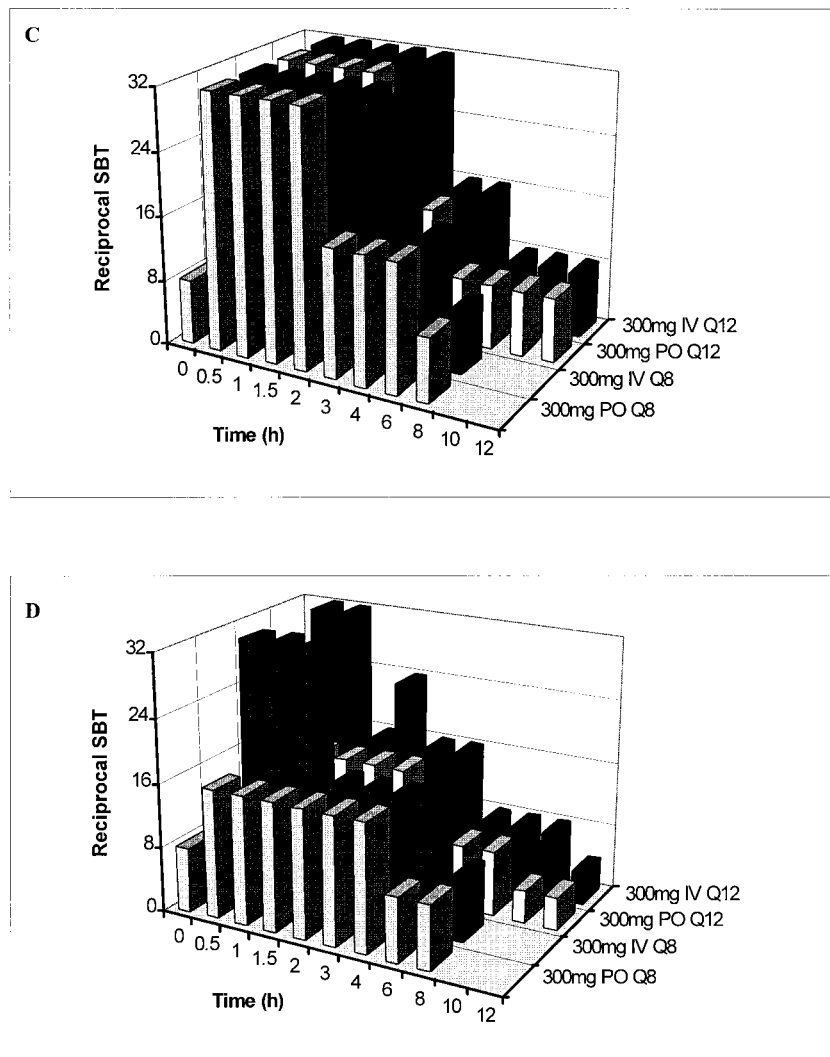 C
32
24
16
8
0
Reciprocal SBT
0
0.5
1
1.5
2
3
4
6
8
10
12
Time (h)
300mg IV Q12
300mg PO Q12
300mg IV Q8
300mg PO Q8
D
32
24
16
8
0
Reciprocal SBT
0
0.5
1
1.5
2
3
4
6
8
10
12
Time (h)
300mg IV Q12
300mg PO Q12
300mg IV Q8
300mg PO Q8